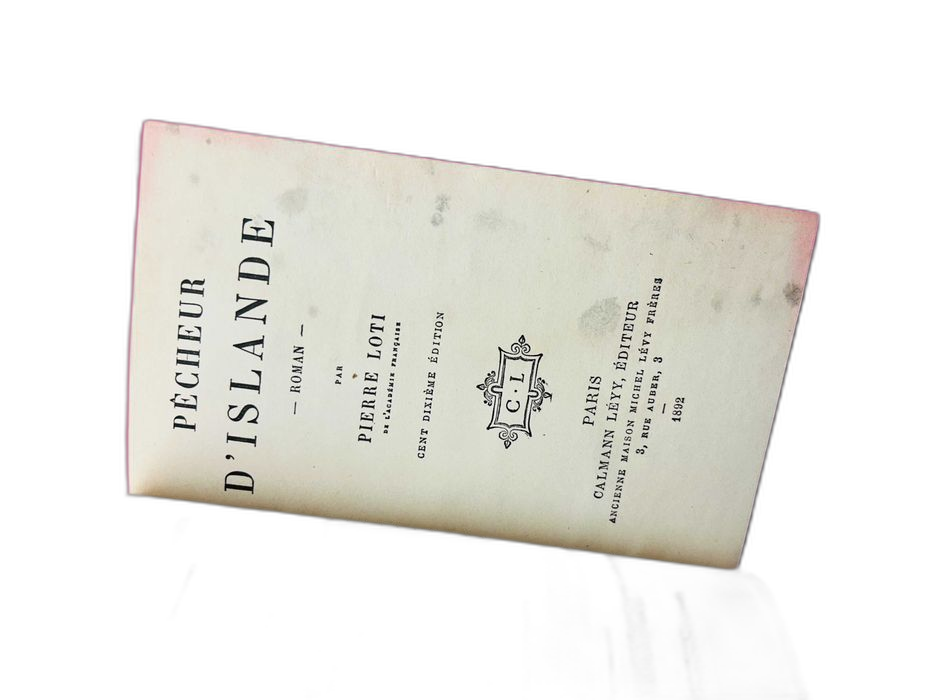 PÊCHEUR
D'ISLANDE
— ROMAN —
PAR
PIERRE LOTI
DE L'ACADÉMIE FRANÇAISE
CENT DIXIÈME ÉDITION
C · L
PARIS
CALMANN LÉVY, ÉDITEUR
ANCIENNE MAISON MICHEL LÉVY FRÈRES
3, RUE AUBER, 3
—
1892